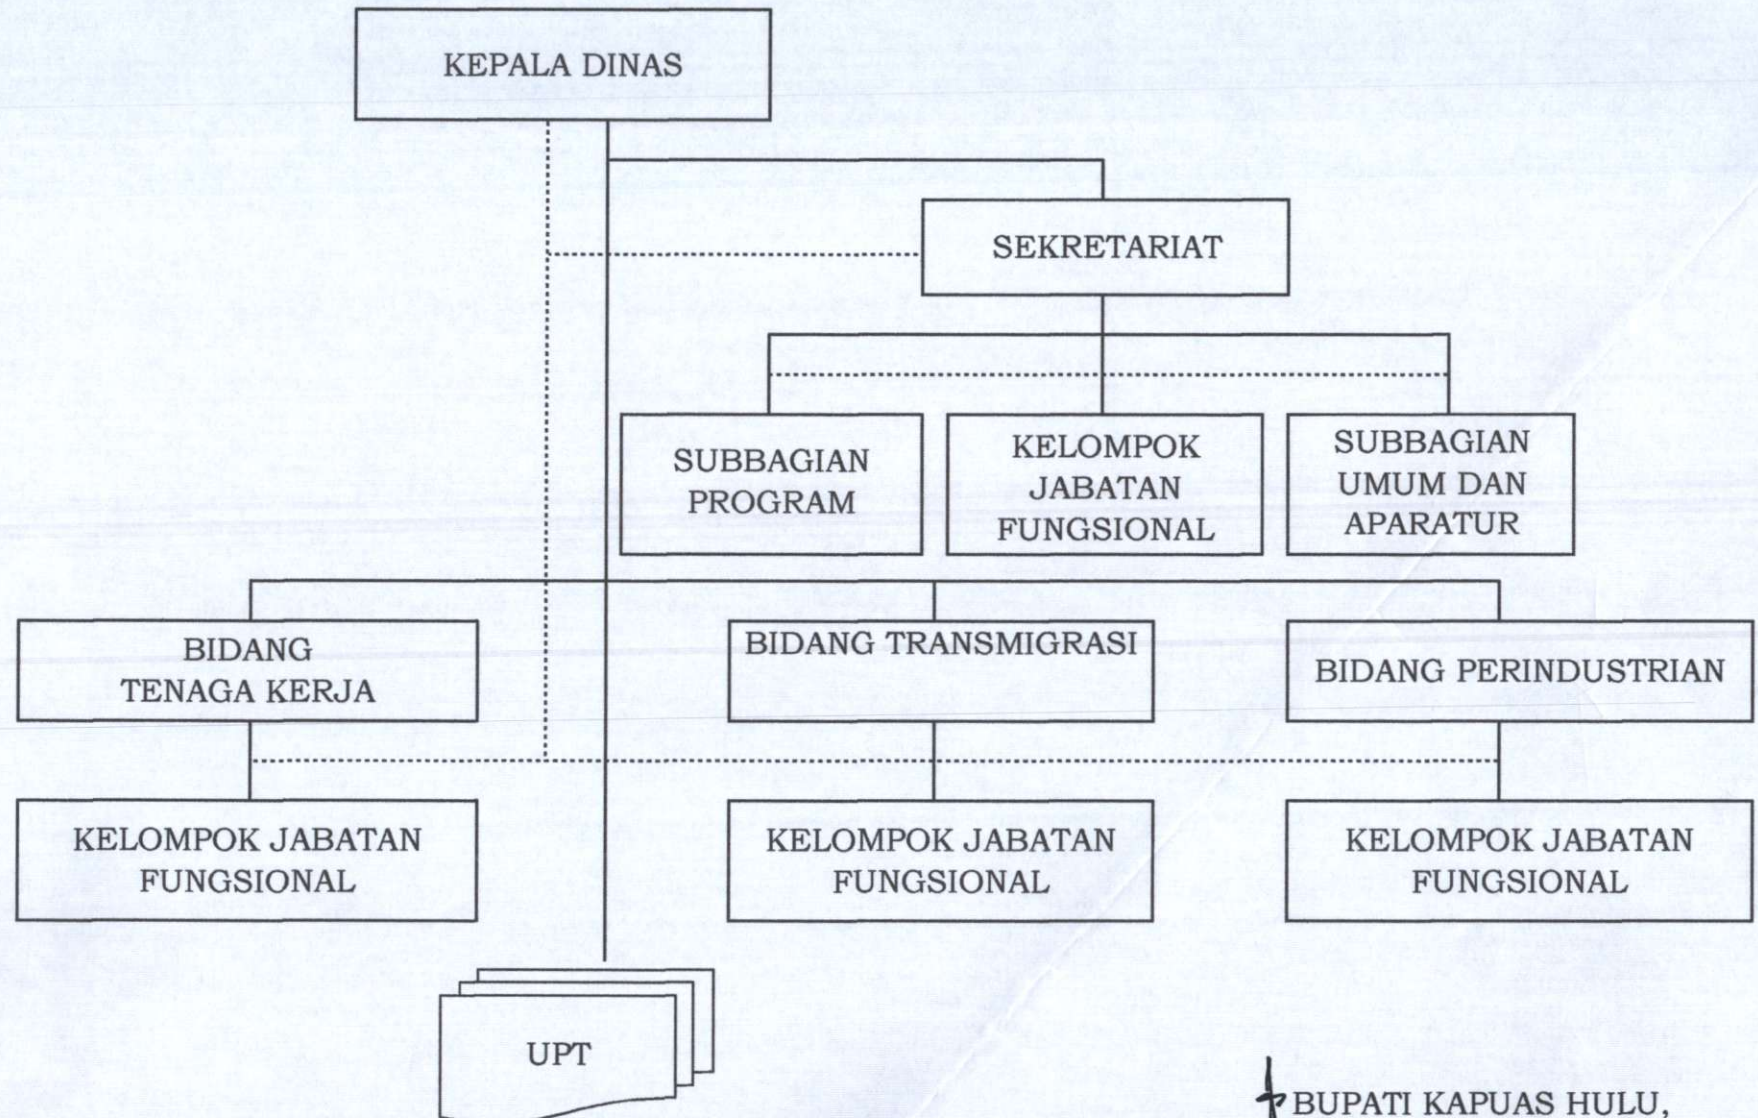 KEPALA DINAS
SEKRETARIAT
SUBBAGIAN
PROGRAM
KELOMPOK
JABATAN
FUNGSIONAL
SUBBAGIAN
UMUM DAN
APARATUR
BIDANG
TENAGA KERJA
BIDANG TRANSMIGRASI
BIDANG PERINDUSTRIAN
KELOMPOK JABATAN
FUNGSIONAL
KELOMPOK JABATAN
FUNGSIONAL
KELOMPOK JABATAN
FUNGSIONAL
UPT
BUPATI KAPUAS HULU,